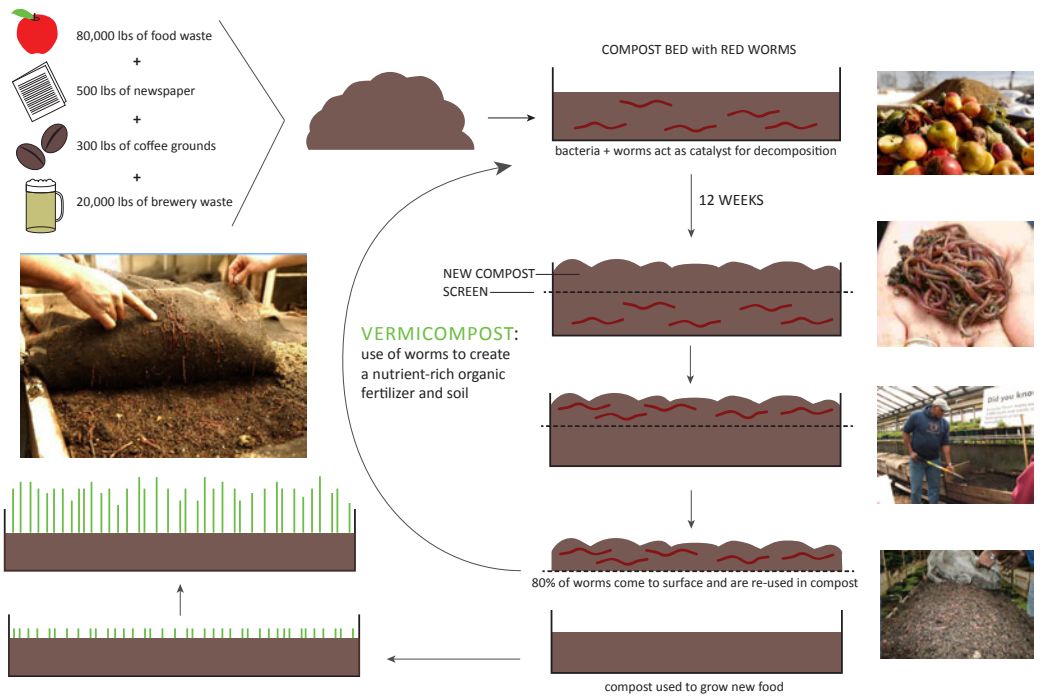 80,000 lbs of food waste
+
500 lbs of newspaper
+
300 lbs of coffee grounds
+
20,000 lbs of brewery waste
COMPOST BED with RED WORMS
bacteria + worms act as catalyst for decomposition
12 WEEKS
NEW COMPOST
SCREEN
VERMICOMPOST:
use of worms to create
a nutrient-rich organic
fertilizer and soil
80% of worms come to surface and are re-used in compost
compost used to grow new food
Did you